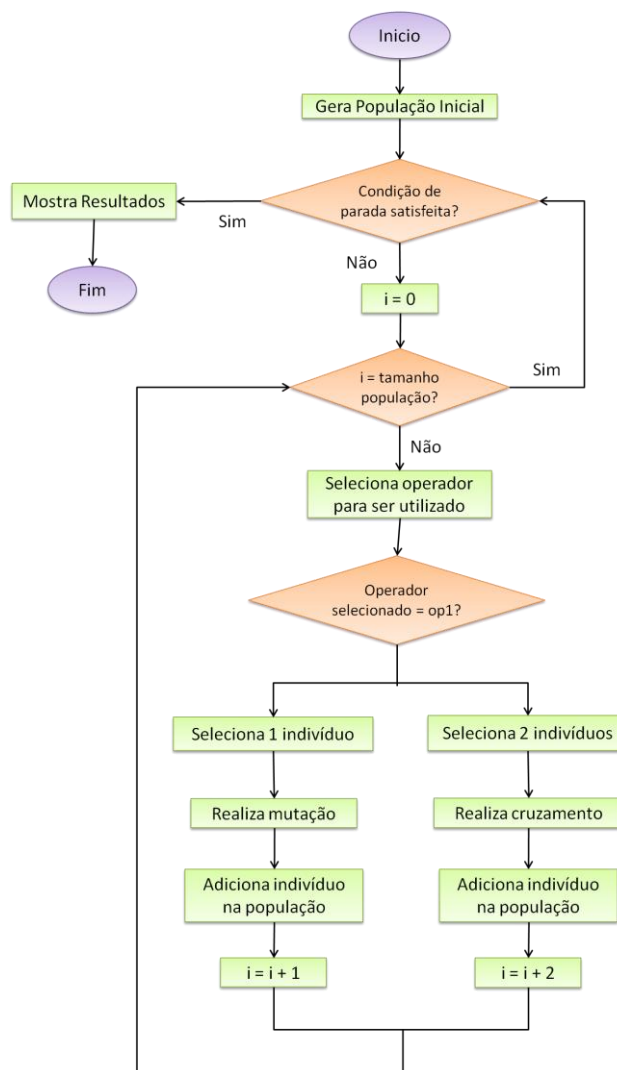 Inicio
Gera População Inicial
Condição de
parada satisfeita?
Sim
Mostra Resultados
Fim
Não
i = 0
i = tamanho
população?
Sim
Não
Seleciona operador
para ser utilizado
Operador
selecionado = op1?
Seleciona 1 indivíduo
Realiza mutação
Adiciona indivíduo
na população
i = i + 1
Seleciona 2 indivíduos
Realiza cruzamento
Adiciona indivíduo
na população
i = i + 2